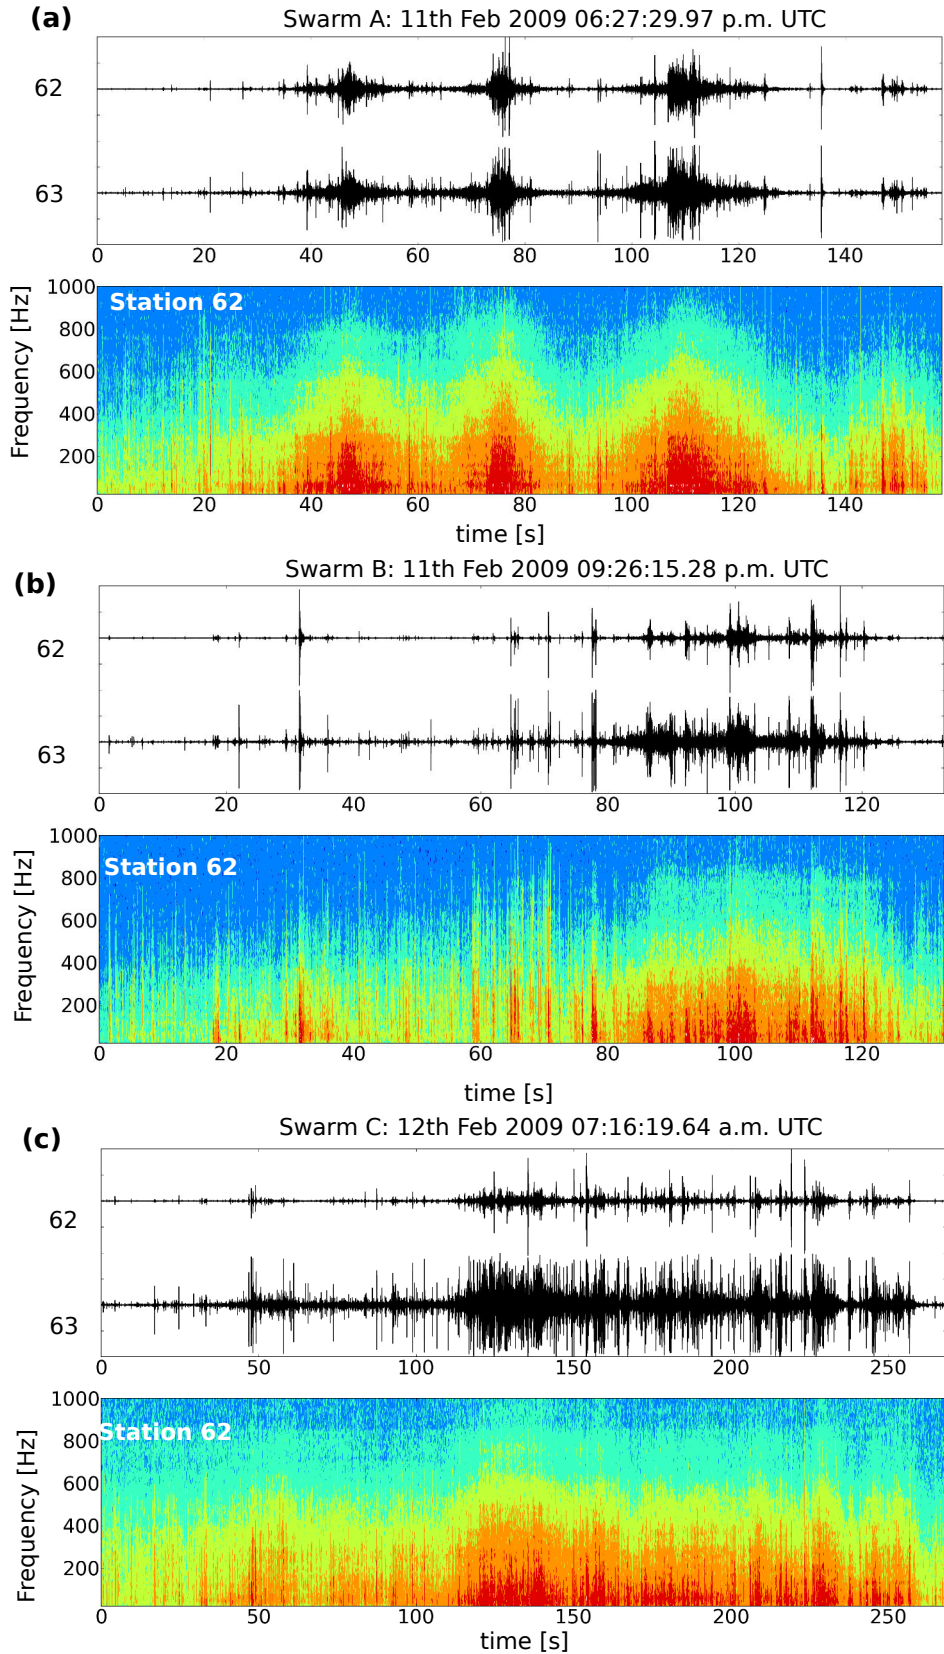 (a)
Swarm A: 11th Feb 2009 06:27:29.97 p.m. UTC
62
63
0 20 40 60 80 100 120 140
Frequency [Hz]
1000
800
600
400
200
Station 62
0 20 40 60 80 100 120 140
time [s]
(b)
Swarm B: 11th Feb 2009 09:26:15.28 p.m. UTC
62
63
0 20 40 60 80 100 120
Frequency [Hz]
1000
800
600
400
200
Station 62
0 20 40 60 80 100 120
time [s]
(c)
Swarm C: 12th Feb 2009 07:16:19.64 a.m. UTC
62
63
0 50 100 150 200 250
Frequency [Hz]
1000
800
600
400
200
Station 62
0 50 100 150 200 250
time [s]